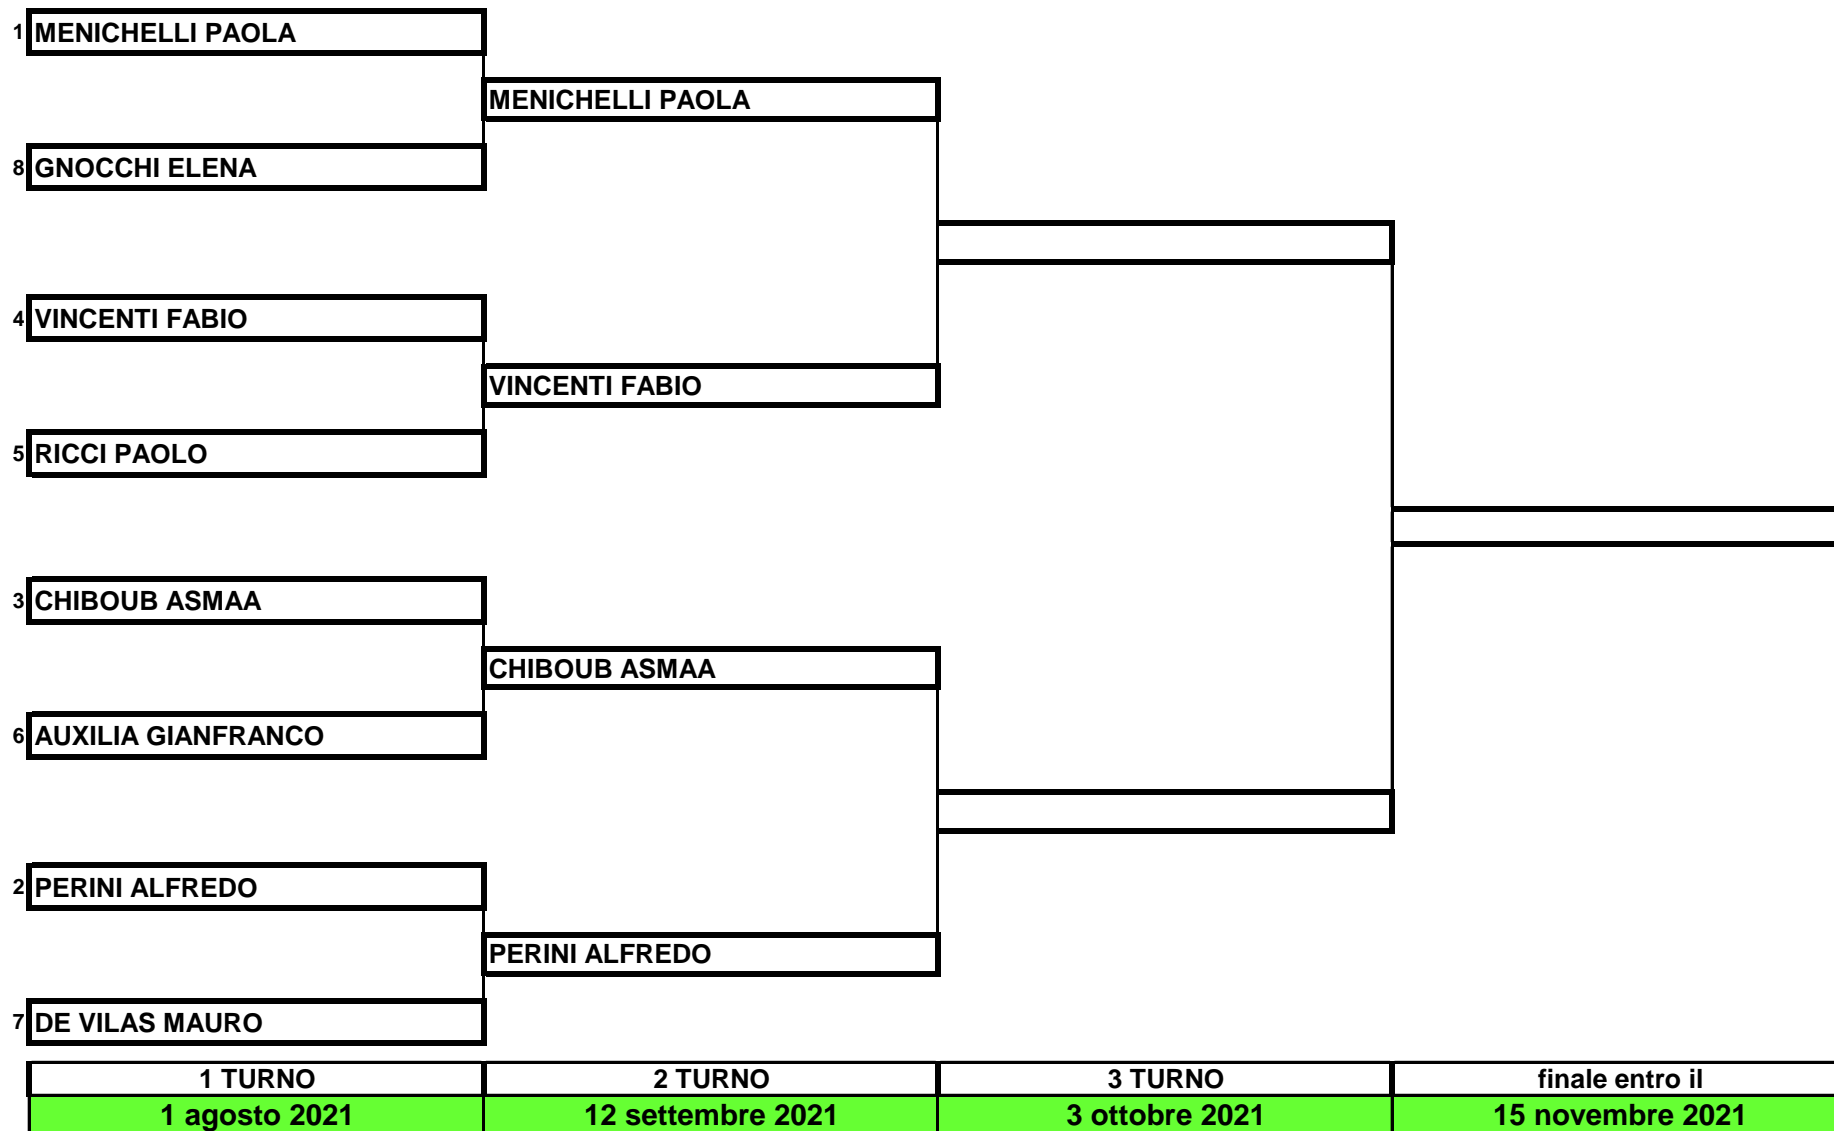 1 MENICHELLI PAOLA
MENICHELLI PAOLA
8 GNOCCHI ELENA
4 VINCENTI FABIO
VINCENTI FABIO
5 RICCI PAOLO
3 CHIBOUB ASMAA
CHIBOUB ASMAA
6 AUXILIA GIANFRANCO
2 PERINI ALFREDO
PERINI ALFREDO
7 DE VILAS MAURO
1 TURNO 2 TURNO 3 TURNO finale entro il
1 agosto 2021 12 settembre 2021 3 ottobre 2021 15 novembre 2021